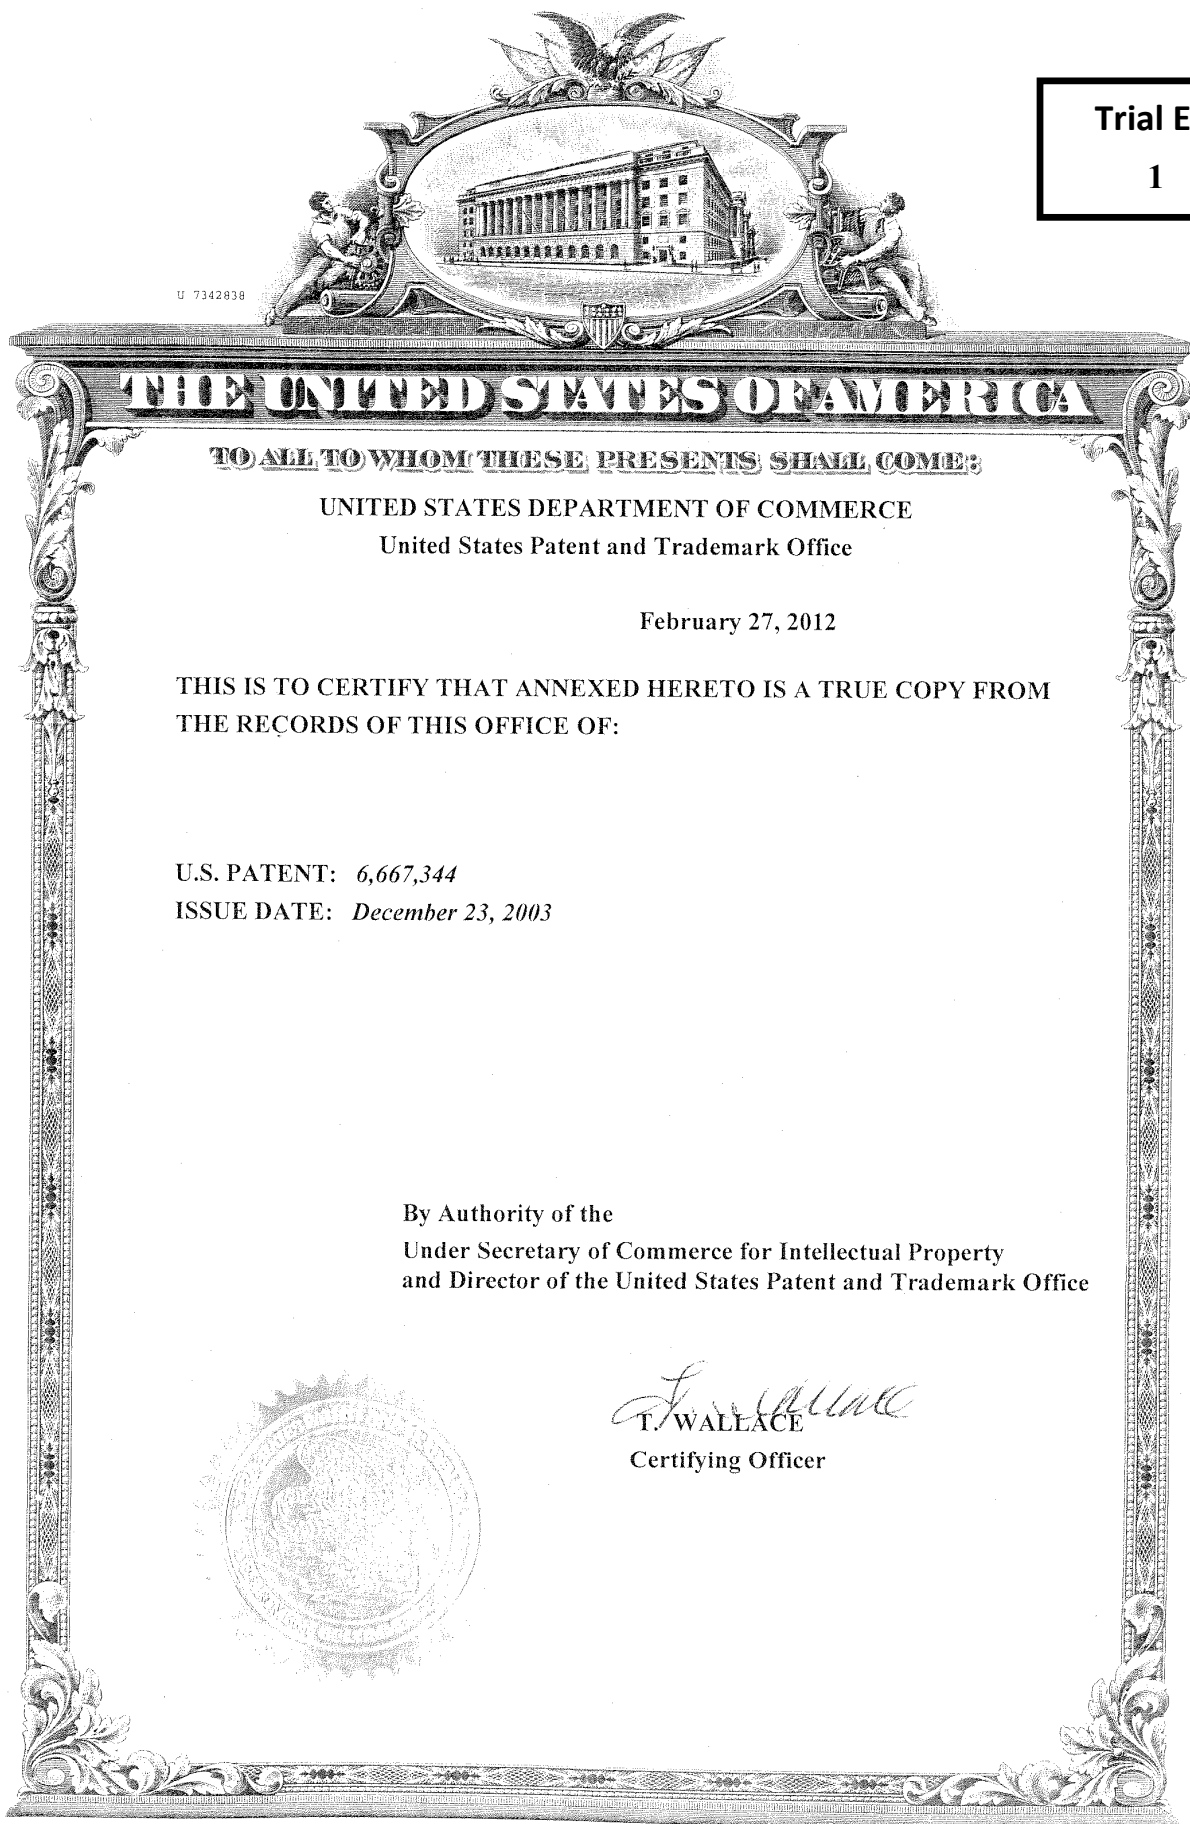 Trial E
1
U 7342838
THE UNITED STATES OF AMERICA
TO ALL TO WHOM THESE PRESENTS SHALL COME:
UNITED STATES DEPARTMENT OF COMMERCE
United States Patent and Trademark Office
February 27, 2012
THIS IS TO CERTIFY THAT ANNEXED HERETO IS A TRUE COPY FROM
THE RECORDS OF THIS OFFICE OF:
U.S. PATENT: 6,667,344
ISSUE DATE: December 23, 2003
By Authority of the
Under Secretary of Commerce for Intellectual Property
and Director of the United States Patent and Trademark Office
T. WALLACE
Certifying Officer